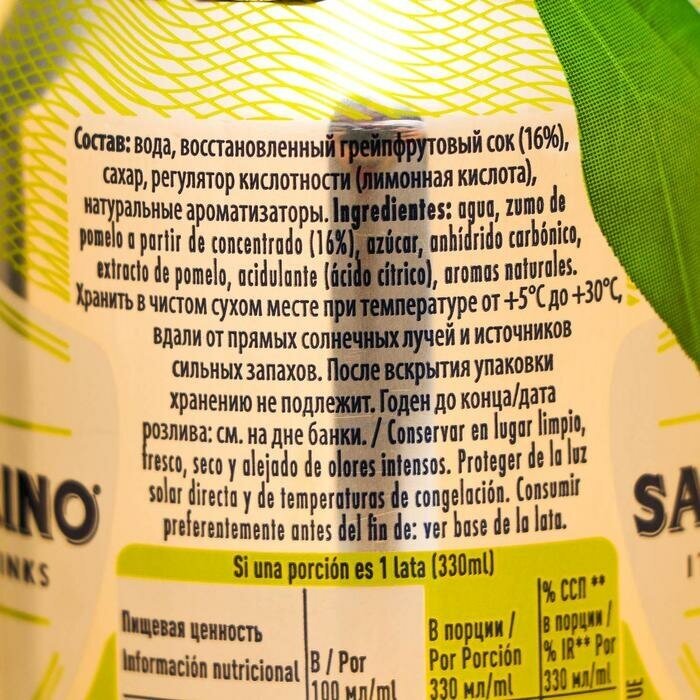 Состав: вода, восстановленный грейпфрутовый сок (16%),
сахар, регулятор кислотности (лимонная кислота),
натуральные ароматизаторы. Ingredientes: agua, zumo de
pomelo a partir de concentrado (16%), azúcar, anhídrido carbónico,
extracto de pomelo, acidulante (ácido cítrico), aromas naturales.
Хранить в чистом сухом месте при температуре от +5°C до +30°C,
вдали от прямых солнечных лучей и источников
сильных запахов. После вскрытия упаковки
хранению не подлежит. Годен до конца/дата
розлива: см. на дне банки. / Conservar en lugar limpio,
fresco, seco y alejado de olores intensos. Proteger de la luz
solar directa y de temperaturas de congelación. Consumir
preferentemente antes del fin de: ver base de la lata.
INO
SA
NKS
IT
Si una porción es 1 lata (330ml)
Пищевая ценность
Información nutricional
В / Por
100 мл/ml
В порции /
Por Porción
330 мл/ml
% ССП **
в порции /
% IR** Por
330 мл/ml
UE